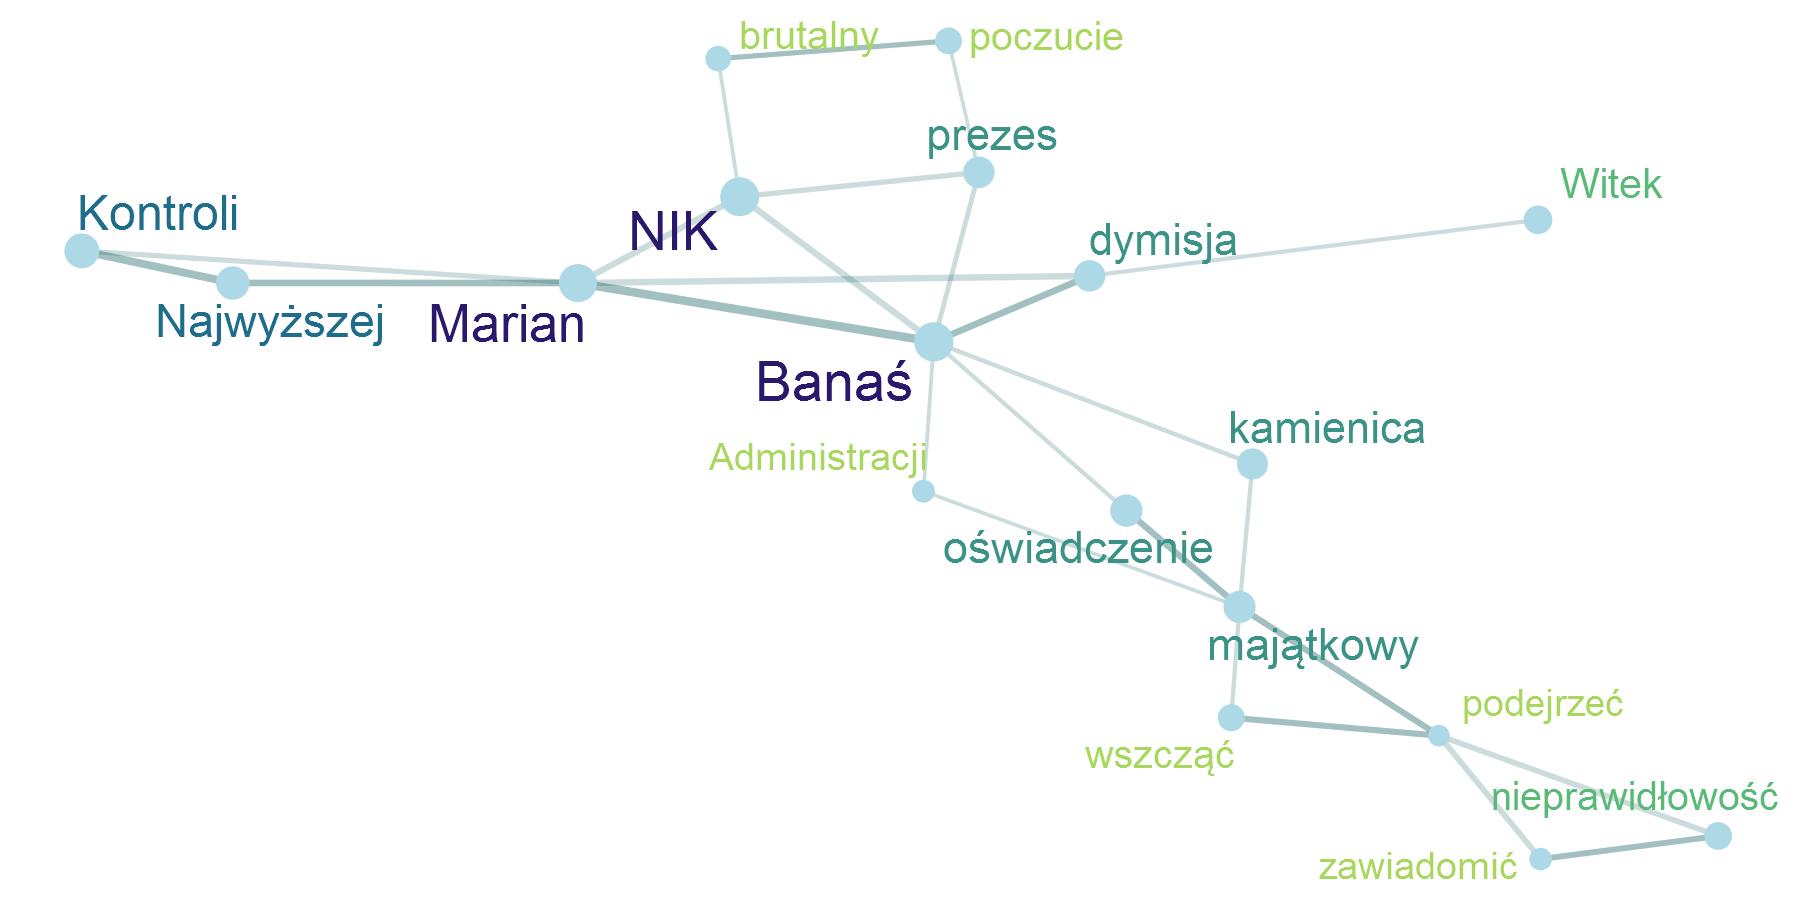 brutalny
poczucie
prezes
Witek
Kontroli
NIK
dymisja
Najwyższej
Marian
Banaś
kamienica
Administracji
oświadczenie
majątkowy
podejrzeć
wszcząć
nieprawidłowość
zawiadomić